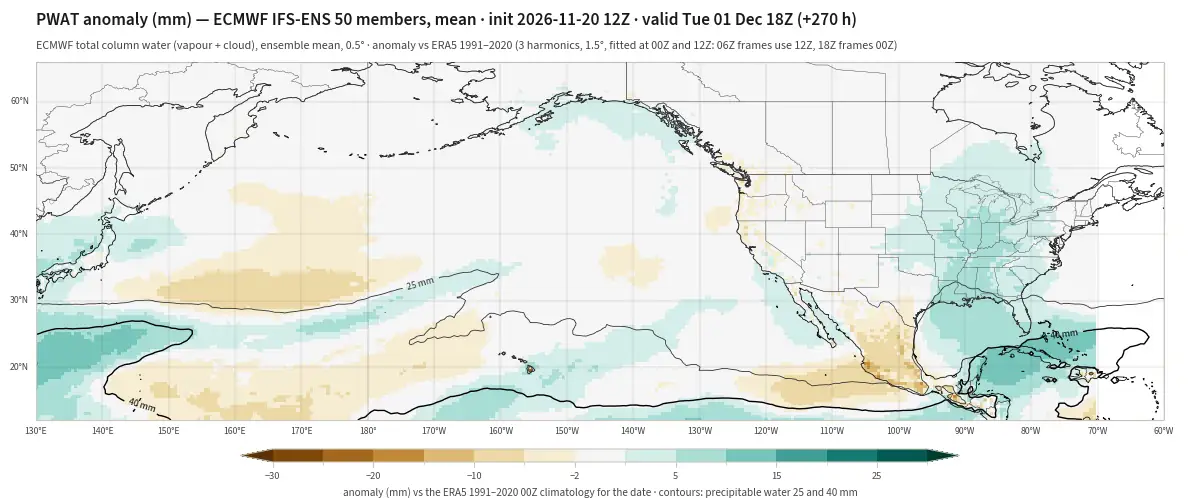 PWAT anomaly (mm) — ECMWF IFS-ENS 50 members, mean · init 2026-11-20 12Z · valid Tue 01 Dec 18Z (+270 h)
ECMWF total column water (vapour + cloud), ensemble mean, 0.5° · anomaly vs ERA5 1991–2020 (3 harmonics, 1.5°, fitted at 00Z and 12Z: 06Z frames use 12Z, 18Z frames 00Z)
60°N
50°N
40°N
30°N
20°N
25 mm
40 mm
40 mm
130°E 140°E 150°E 160°E 170°E 180° 170°W 160°W 150°W 140°W 130°W 120°W 110°W 100°W 90°W 80°W 70°W 60°W
−30 −20 −10 −2 5 15 25
anomaly (mm) vs the ERA5 1991–2020 00Z climatology for the date · contours: precipitable water 25 and 40 mm